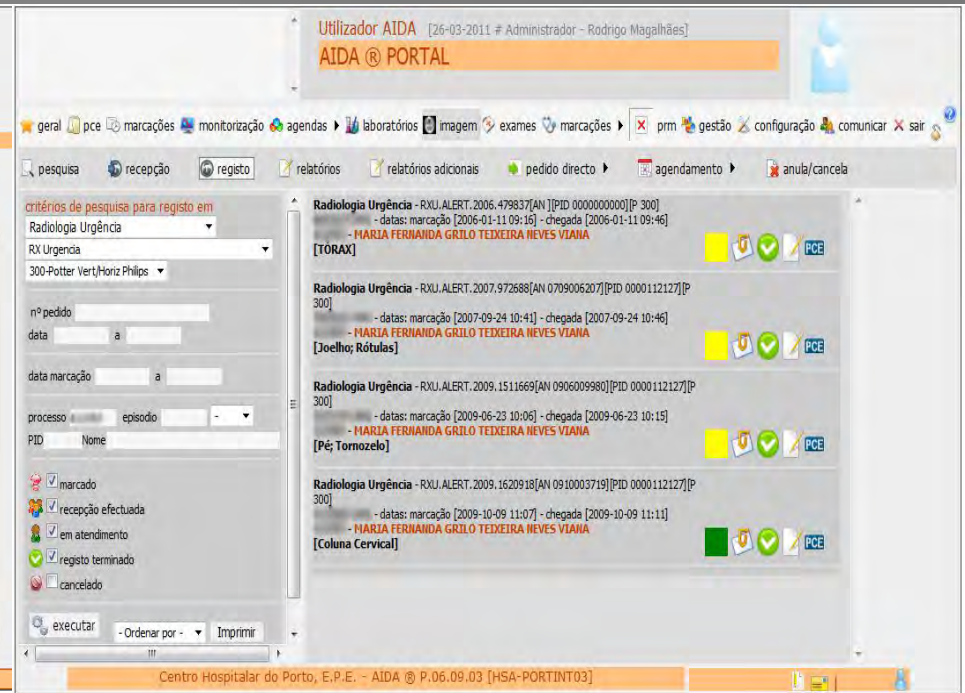 Utilizador AIDA [26-03-2011 # Administrador - Rodrigo Magalhães]
AIDA ® PORTAL
geral pce marcações monitorização agendas laboratórios imagem exames marcações prm gestão configuração comunicar sair
pesquisa recepção registo relatórios relatórios adicionais pedido directo agendamento anula/cancela
critérios de pesquisa para registo em
Radiologia Urgência
RX Urgencia
300-Potter Vert/Horiz Philips
nº pedido
data a
data marcação a
processo episodio -
PID Nome
marcado
recepção efectuada
em atendimento
registo terminado
cancelado
executar - Ordenar por - Imprimir
Radiologia Urgência - RXU.ALERT.2006.479837[AN ][PID 0000000000][P 300]
- datas: marcação [2006-01-11 09:16] - chegada [2006-01-11 09:46]
- MARIA FERNANDA GRILO TEIXEIRA NEVES VIANA
[TORAX]
PCE
Radiologia Urgência - RXU.ALERT.2007.972688[AN 0709006207][PID 0000112127][P
300]
- datas: marcação [2007-09-24 10:41] - chegada [2007-09-24 10:46]
- MARIA FERNANDA GRILO TEIXEIRA NEVES VIANA
[Joelho; Rótulas]
PCE
Radiologia Urgência - RXU.ALERT.2009.1511669[AN 0906009980][PID 0000112127][P
300]
- datas: marcação [2009-06-23 10:06] - chegada [2009-06-23 10:15]
- MARIA FERNANDA GRILO TEIXEIRA NEVES VIANA
[Pé; Tornozelo]
PCE
Radiologia Urgência - RXU.ALERT.2009.1620918[AN 0910003719][PID 0000112127][P
300]
- datas: marcação [2009-10-09 11:07] - chegada [2009-10-09 11:11]
- MARIA FERNANDA GRILO TEIXEIRA NEVES VIANA
[Coluna Cervical]
PCE
Centro Hospitalar do Porto, E.P.E. - AIDA ® P.06.09.03 [HSA-PORTINT03]